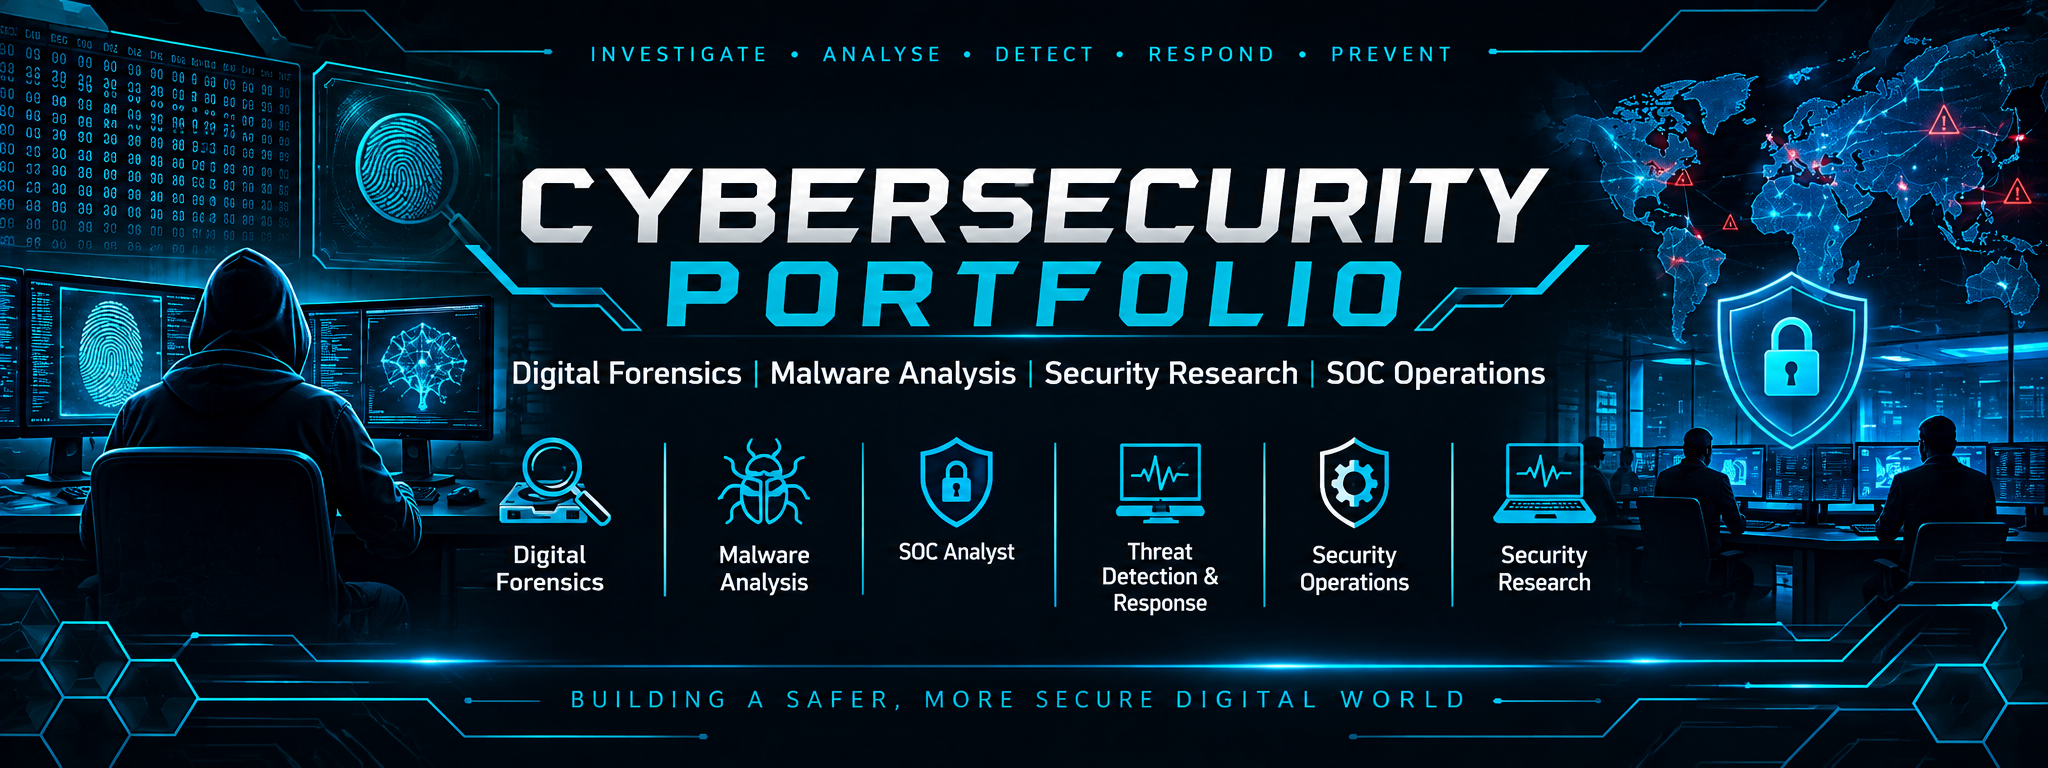 INVESTIGATE • ANALYSE • DETECT • RESPOND • PREVENT
CYBERSECURITY
PORTFOLIO
Digital Forensics | Malware Analysis | Security Research | SOC Operations
Digital
Forensics
Malware
Analysis
SOC Analyst
Threat
Detection &
Response
Security
Operations
Security
Research
BUILDING A SAFER, MORE SECURE DIGITAL WORLD